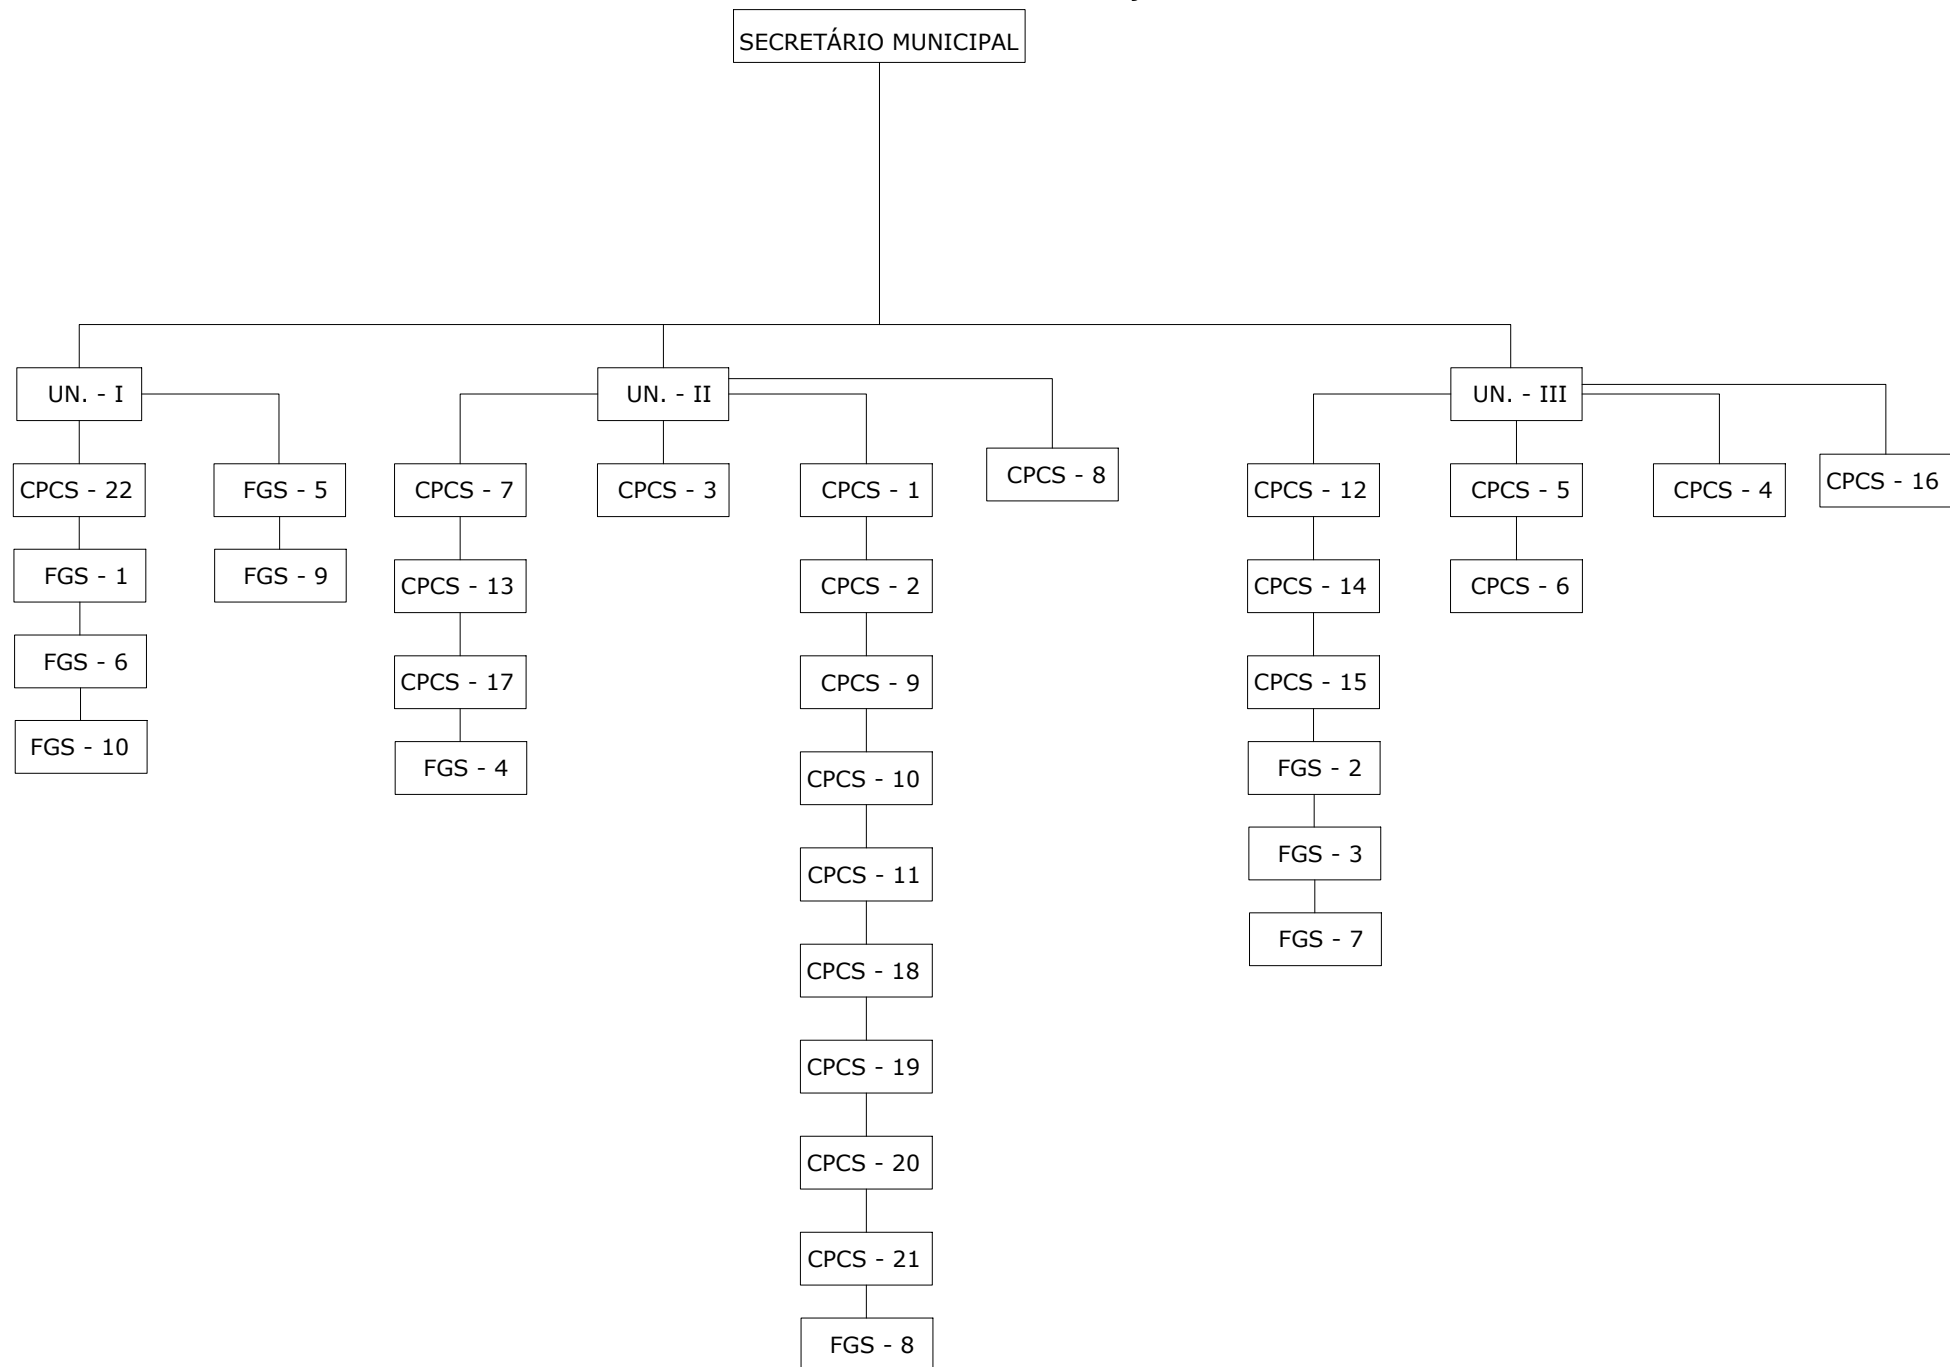 SECRETÁRIO MUNICIPAL
UN. - I
UN. - II
UN. - III
CPCS - 22
FGS - 5
CPCS - 7
CPCS - 3
CPCS - 1
CPCS - 8
CPCS - 12
CPCS - 5
CPCS - 4
CPCS - 16
FGS - 1
FGS - 9
CPCS - 13
CPCS - 2
CPCS - 14
CPCS - 6
FGS - 6
CPCS - 17
CPCS - 9
CPCS - 15
FGS - 10
FGS - 4
CPCS - 10
FGS - 2
CPCS - 11
FGS - 3
FGS - 7
CPCS - 18
CPCS - 19
CPCS - 20
CPCS - 21
FGS - 8